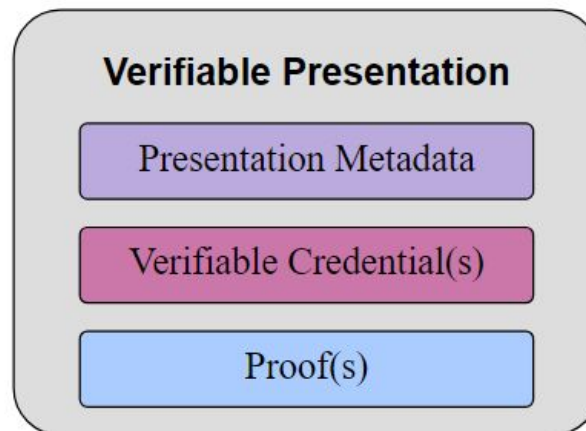 Verifiable Presentation
Presentation Metadata
Verifiable Credential(s)
Proof(s)